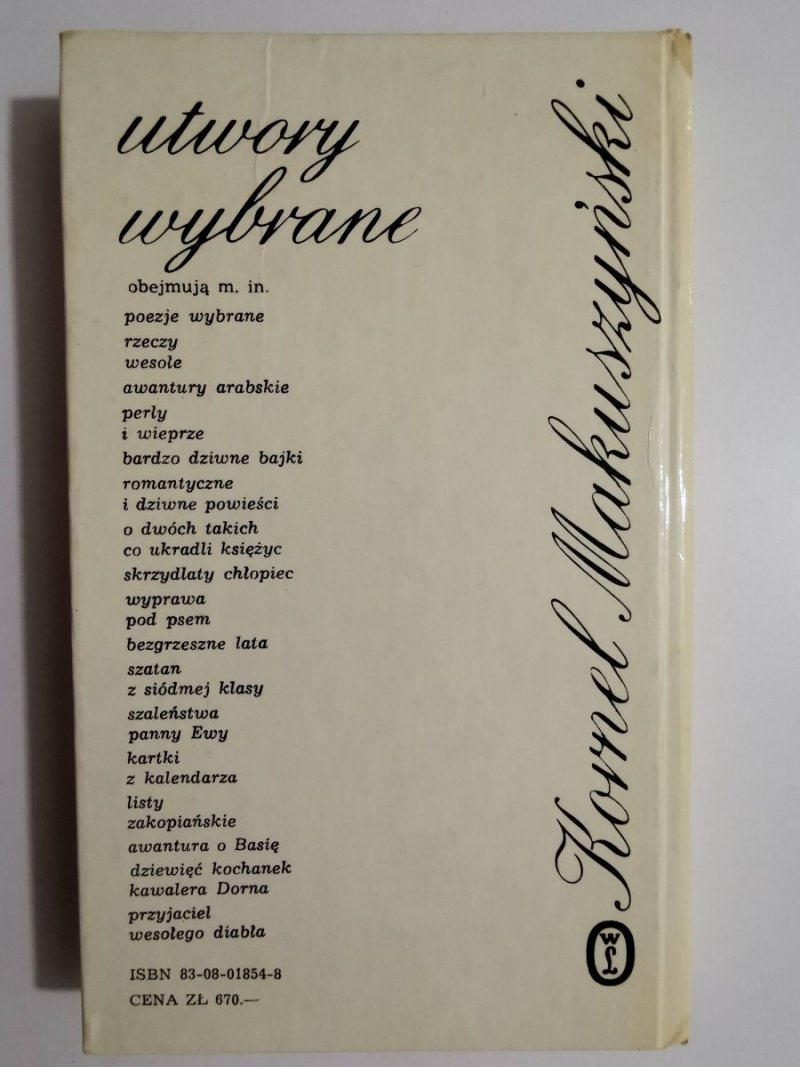 utwory
wybrane
obejmują m. in.
poezje wybrane
rzeczy
wesołe
awantury arabskie
perły
i wieprze
bardzo dziwne bajki
romantyczne
i dziwne powieści
o dwóch takich
co ukradli księżyc
skrzydlaty chłopiec
wyprawa
pod psem
bezgrzeszne lata
szatan
z siódmej klasy
szaleństwa
panny Ewy
kartki
z kalendarza
listy
zakopiańskie
awantura o Basię
dziewięć kochanek
kawalera Dorna
przyjaciel
wesołego diabła
ISBN 83-08-01854-8
CENA ZŁ 670.—
Kornel Makuszyński
WL